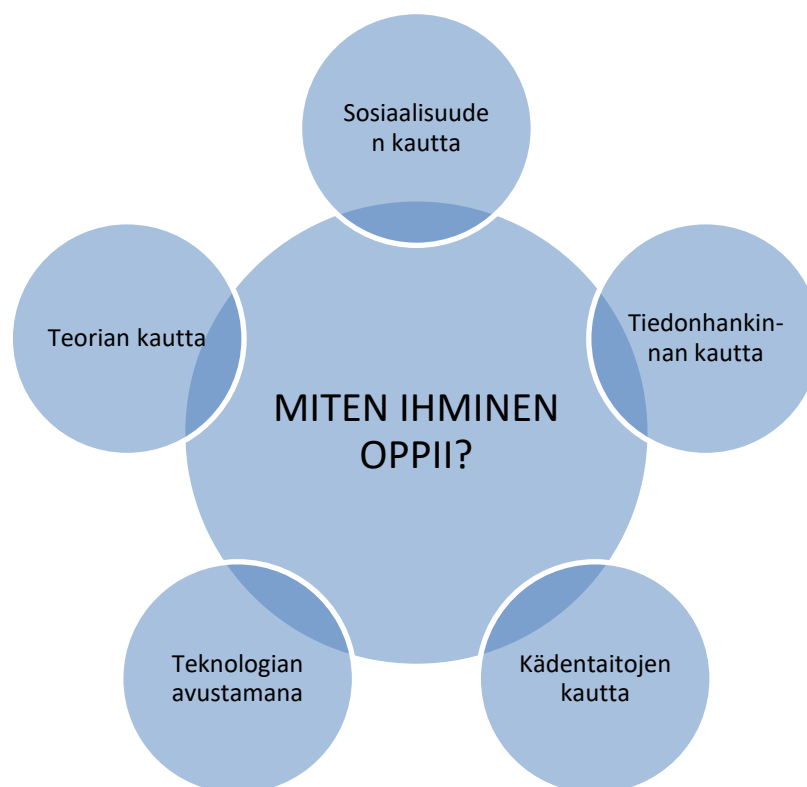 Sosiaalisuude
n kautta
Tiedonhankin-
nan kautta
Teorian kautta
MITEN IHMINEN
OPPII?
Teknologian
avustamana
Kädentaitojen
kautta